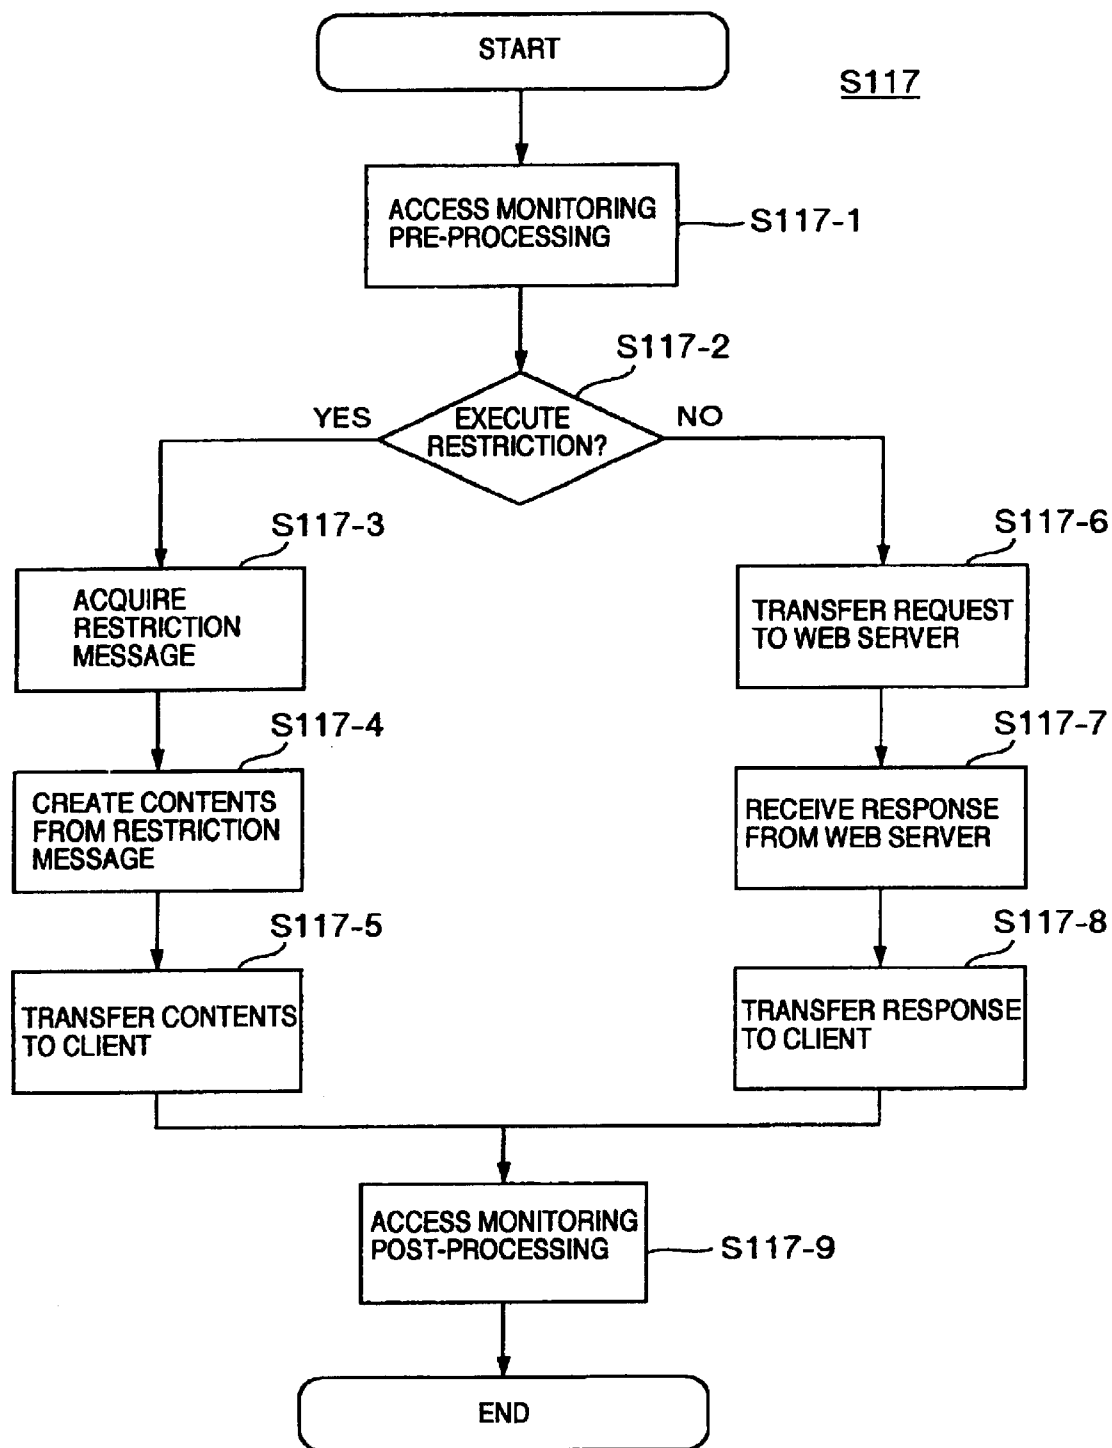 START
S117
ACCESS MONITORING
PRE-PROCESSING
S117-1
S117-2
YES
EXECUTE
RESTRICTION?
NO
S117-3
ACQUIRE
RESTRICTION
MESSAGE
S117-4
CREATE CONTENTS
FROM RESTRICTION
MESSAGE
S117-5
TRANSFER CONTENTS
TO CLIENT
S117-6
TRANSFER REQUEST
TO WEB SERVER
S117-7
RECEIVE RESPONSE
FROM WEB SERVER
S117-8
TRANSFER RESPONSE
TO CLIENT
ACCESS MONITORING
POST-PROCESSING
S117-9
END